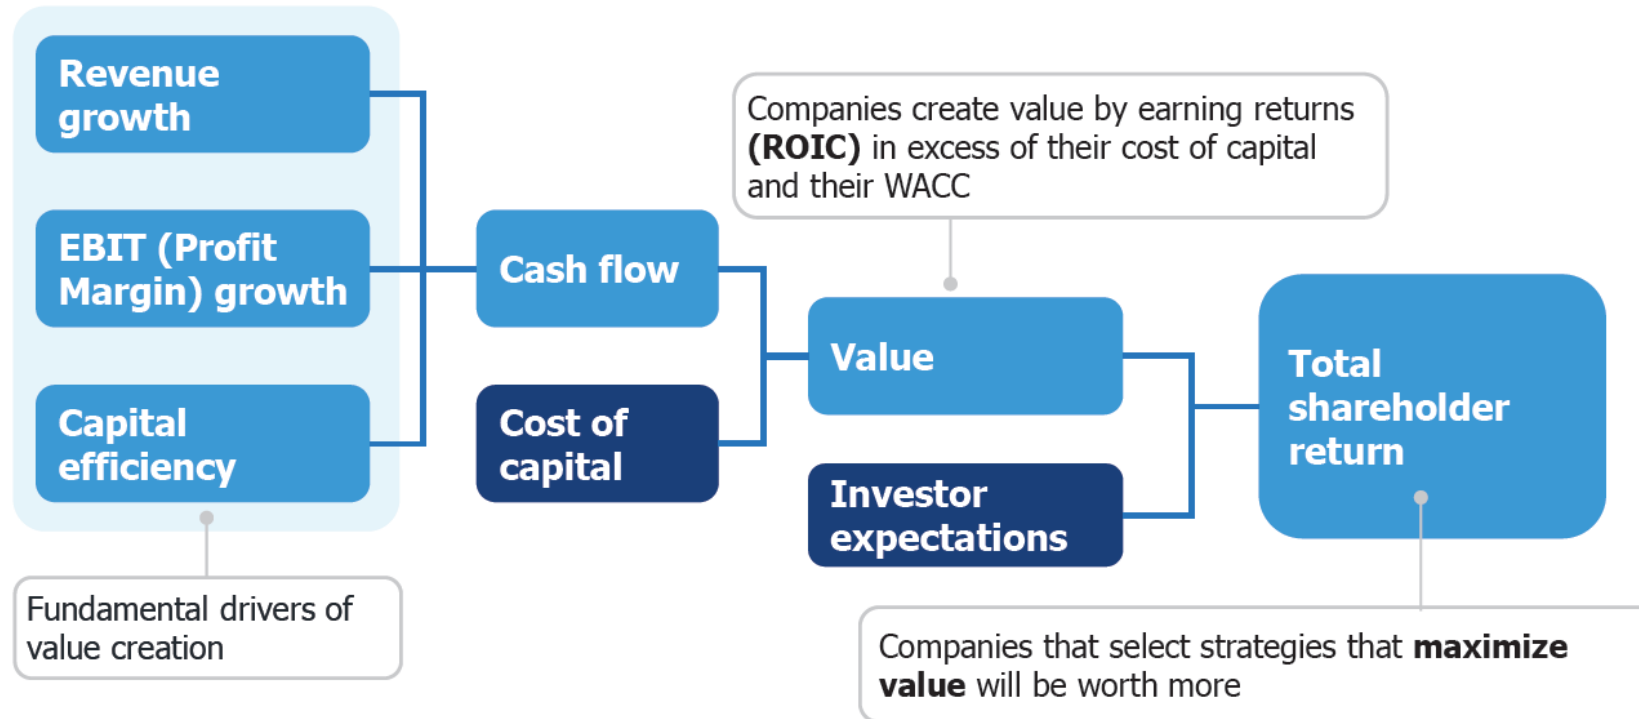 Revenue
growth
EBIT (Profit
Margin) growth
Capital
efficiency
Fundamental drivers of
value creation
Cash flow
Cost of
capital
Companies create value by earning returns
(ROIC) in excess of their cost of capital
and their WACC
Value
Investor
expectations
Total
shareholder
return
Companies that select strategies that maximize
value will be worth more